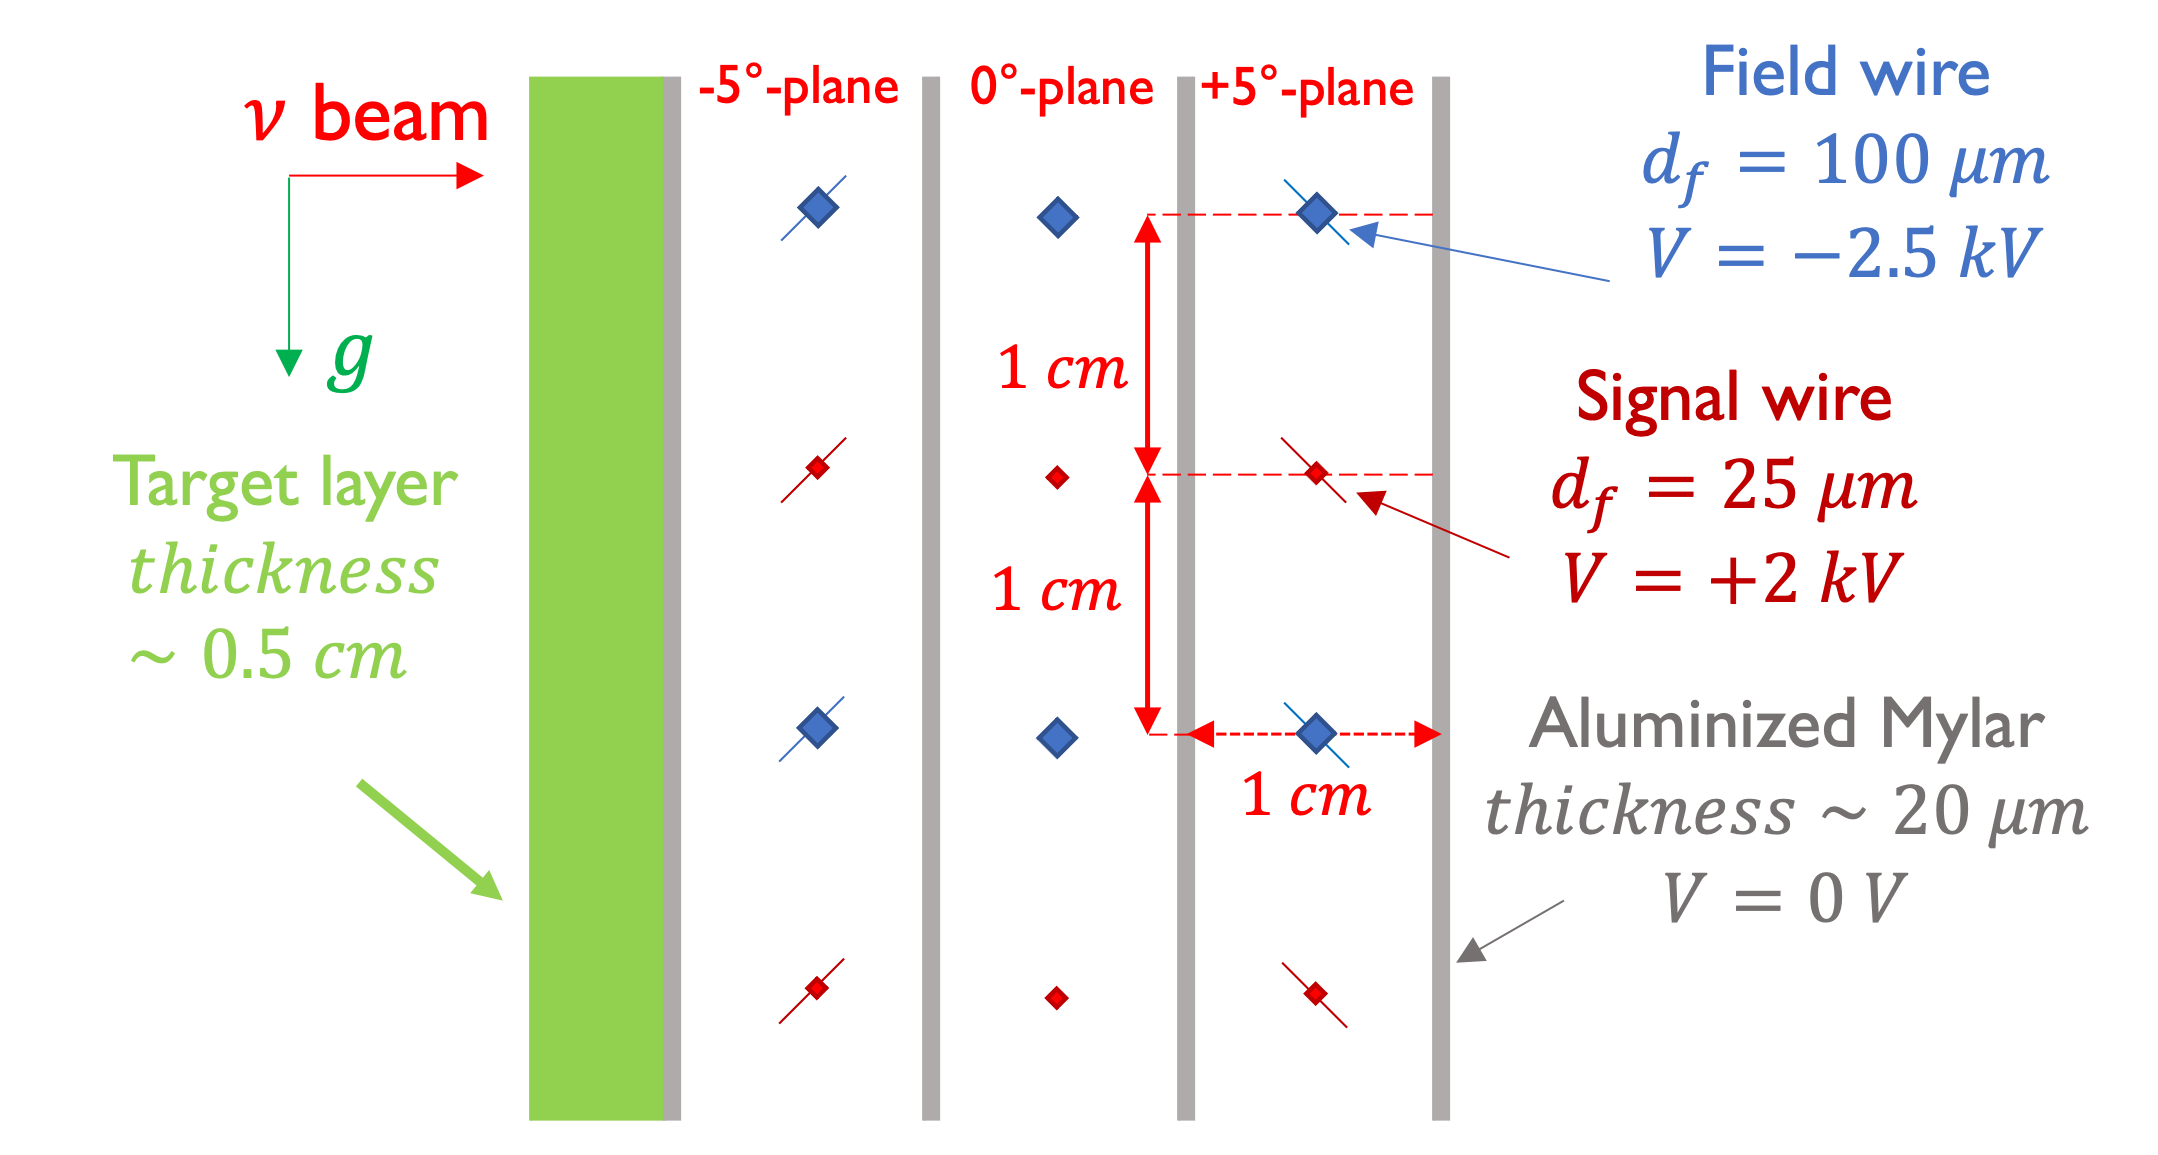 -5°-plane
0°-plane
+5°-plane
ν beam
g
Target layer
thickness
~ 0.5 cm
1 cm
1 cm
1 cm
Field wire
d_f = 100 μm
V = −2.5 kV
Signal wire
d_f = 25 μm
V = +2 kV
Aluminized Mylar
thickness ~ 20 μm
V = 0 V